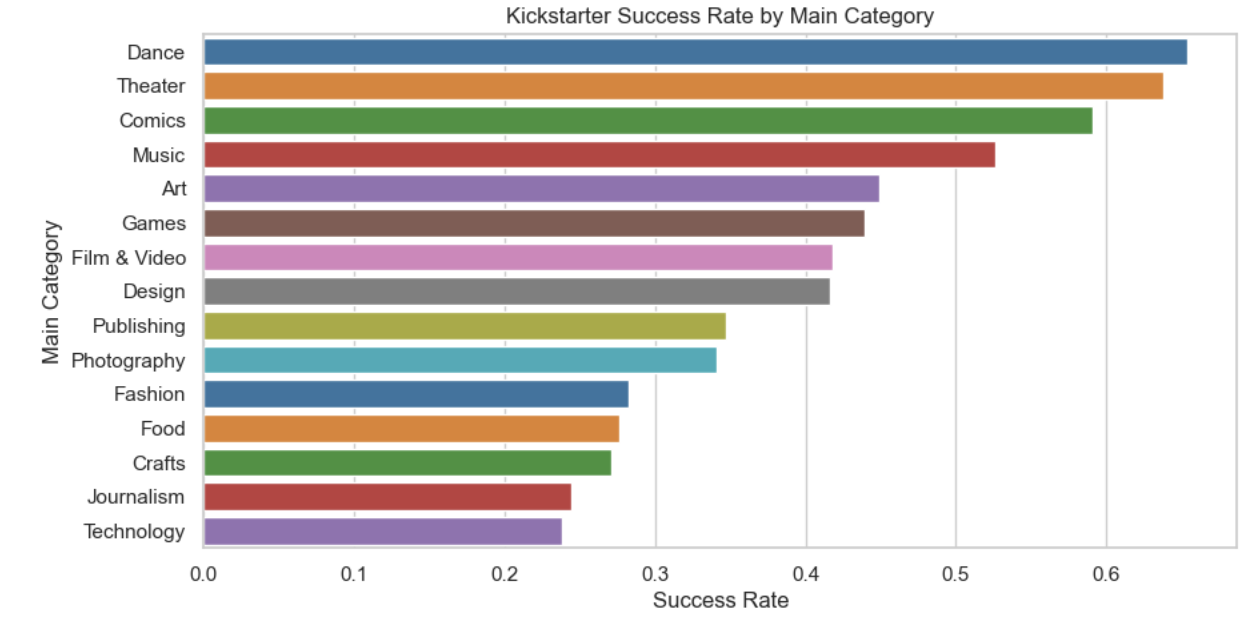 Kickstarter Success Rate by Main Category
Main Category
Dance
Theater
Comics
Music
Art
Games
Film & Video
Design
Publishing
Photography
Fashion
Food
Crafts
Journalism
Technology
0.0 0.1 0.2 0.3 0.4 0.5 0.6
Success Rate